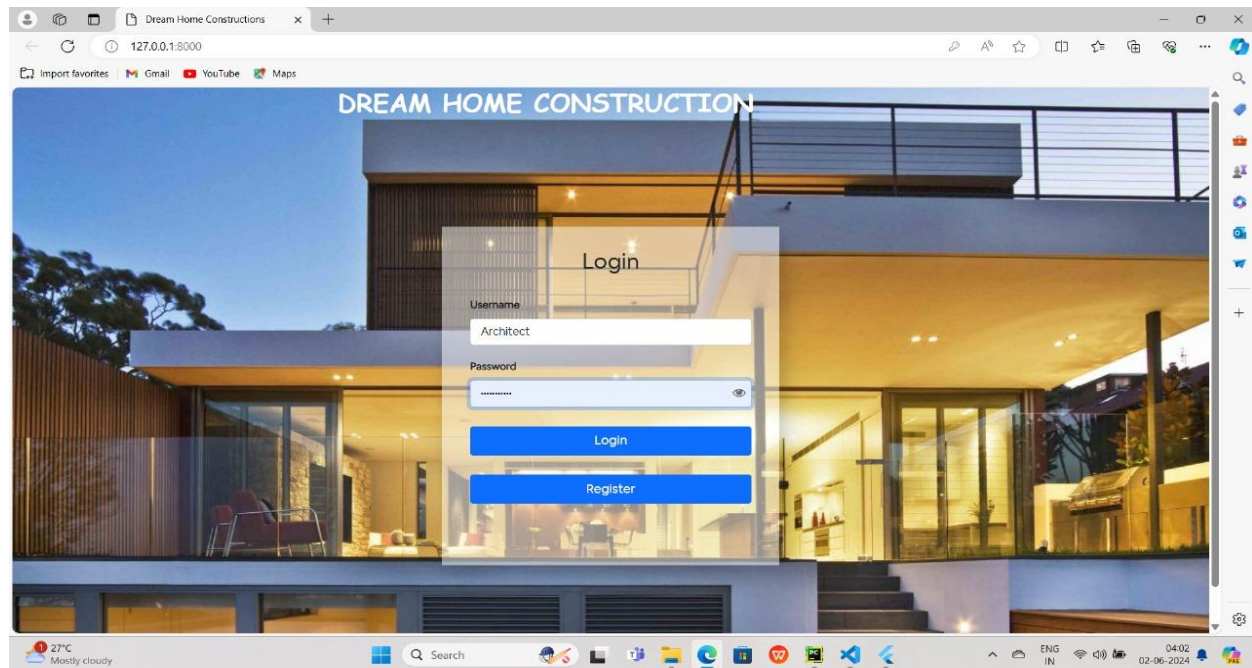 Dream Home Constructions
127.0.0.1:8000
Import favorites Gmail YouTube Maps
DREAM HOME CONSTRUCTION
Login
Username
Architect
Password
Login
Register
27°C
Mostly cloudy
Search
ENG
IN
04:02
02-06-2024